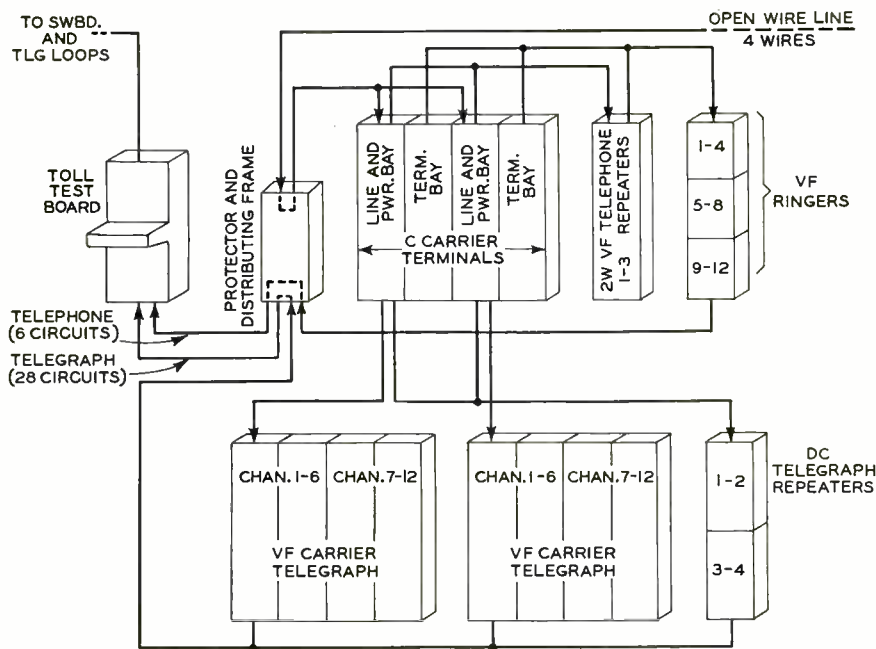 TO SWBD.
AND
TLG LOOPS
OPEN WIRE LINE
4 WIRES
TOLL
TEST
BOARD
PROTECTOR AND
DISTRIBUTING FRAME
LINE AND
PWR. BAY
TERM.
BAY
LINE AND
PWR. BAY
TERM.
BAY
C CARRIER
TERMINALS
2W VF TELEPHONE
REPEATERS
1-3
1-4
5-8
9-12
VF
RINGERS
TELEPHONE
(6 CIRCUITS)
TELEGRAPH
(28 CIRCUITS)
CHAN. 1-6
CHAN. 7-12
VF CARRIER
TELEGRAPH
CHAN. 1-6
CHAN. 7-12
VF CARRIER
TELEGRAPH
1-2
3-4
DC
TELEGRAPH
REPEATERS